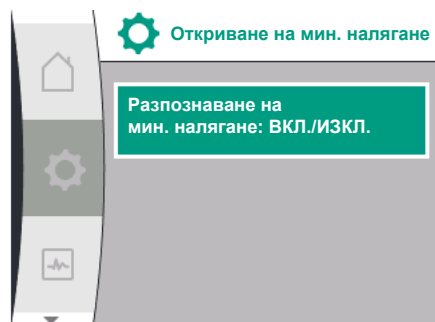 Откриване на мин. налягане
Разпознаване на
мин. налягане: ВКЛ./ИЗКЛ.